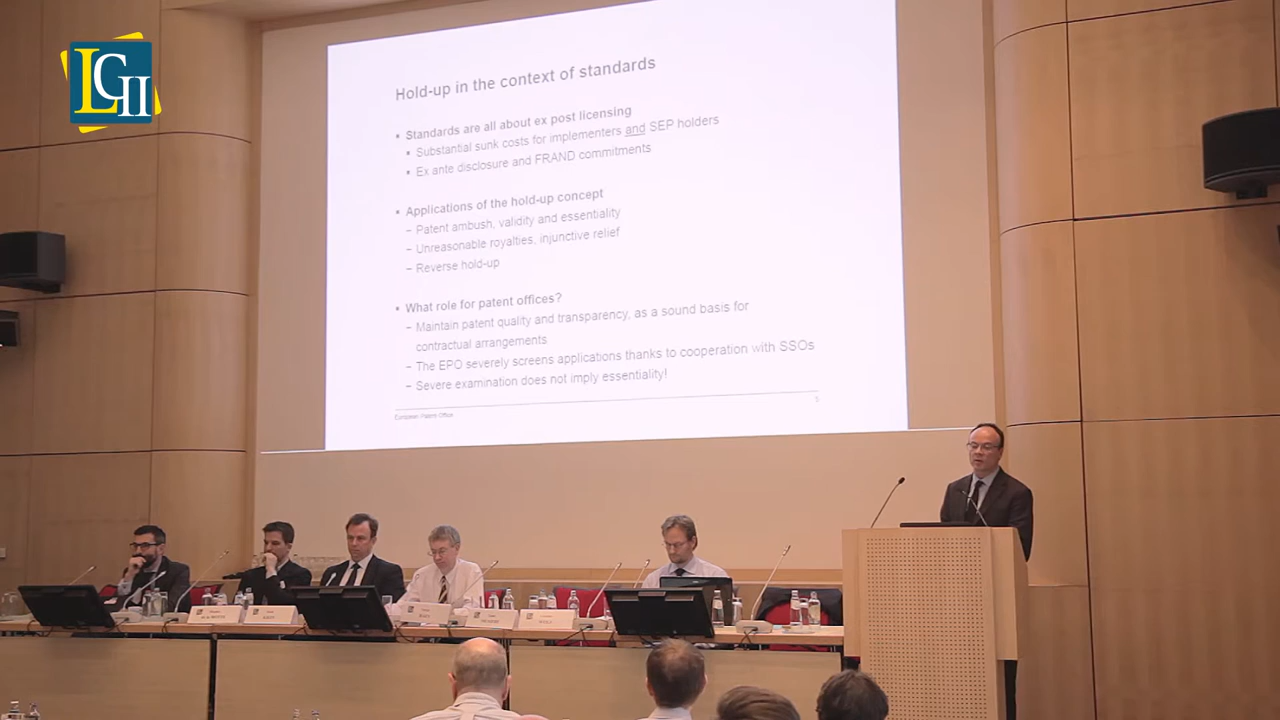 LCII
Hold-up in the context of standards
▪ Standards are all about ex post licensing
▪ Substantial sunk costs for implementers and SEP holders
▪ Ex ante disclosure and FRAND commitments
▪ Applications of the hold-up concept
– Patent ambush, validity and essentiality
– Unreasonable royalties, injunctive relief
– Reverse hold-up
▪ What role for patent offices?
– Maintain patent quality and transparency, as a sound basis for
contractual arrangements
– The EPO severely screens applications thanks to cooperation with SSOs
– Severe examination does not imply essentiality!
European Patent Office
5